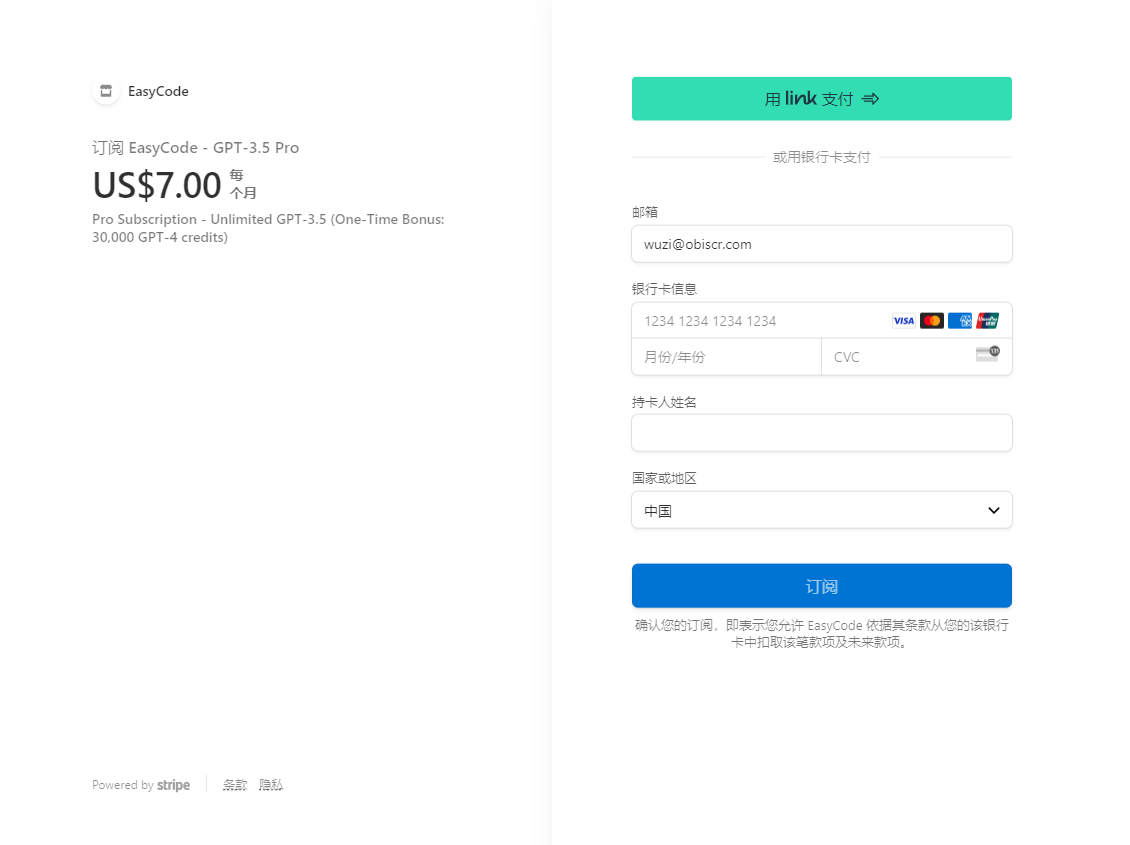 EasyCode
订阅 EasyCode - GPT-3.5 Pro
US$7.00 每
个月
Pro Subscription - Unlimited GPT-3.5 (One-Time Bonus:
30,000 GPT-4 credits)
用 link 支付
或用银行卡支付
邮箱
wuzi@obiscr.com
银行卡信息
1234 1234 1234 1234 VISA AMEX UnionPay 银联
月份/年份 CVC 135
持卡人姓名
国家或地区
中国
订阅
确认您的订阅，即表示您允许 EasyCode 依据其条款从您的该银行
卡中扣取该笔款项及未来款项。
Powered by stripe 条款 隐私